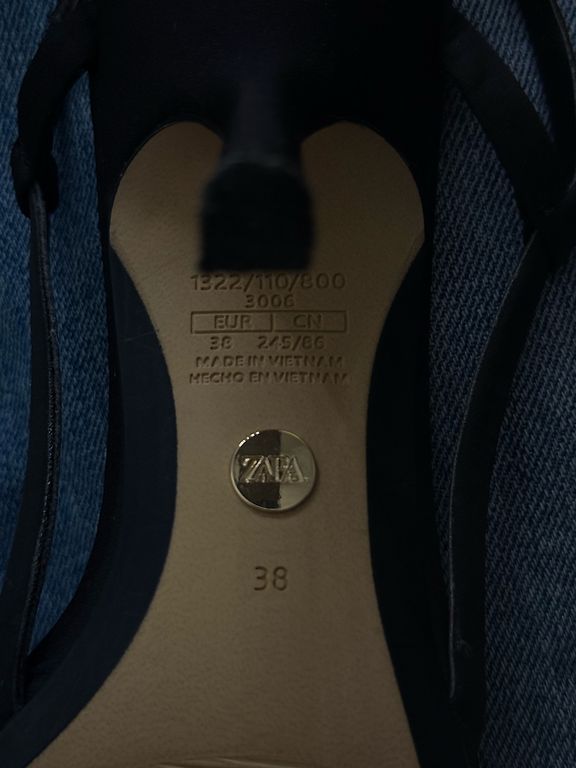 1322/110/800
3006
EUR CN
38 245/86
MADE IN VIETNAM
HECHO EN VIETNAM
ZARA
38